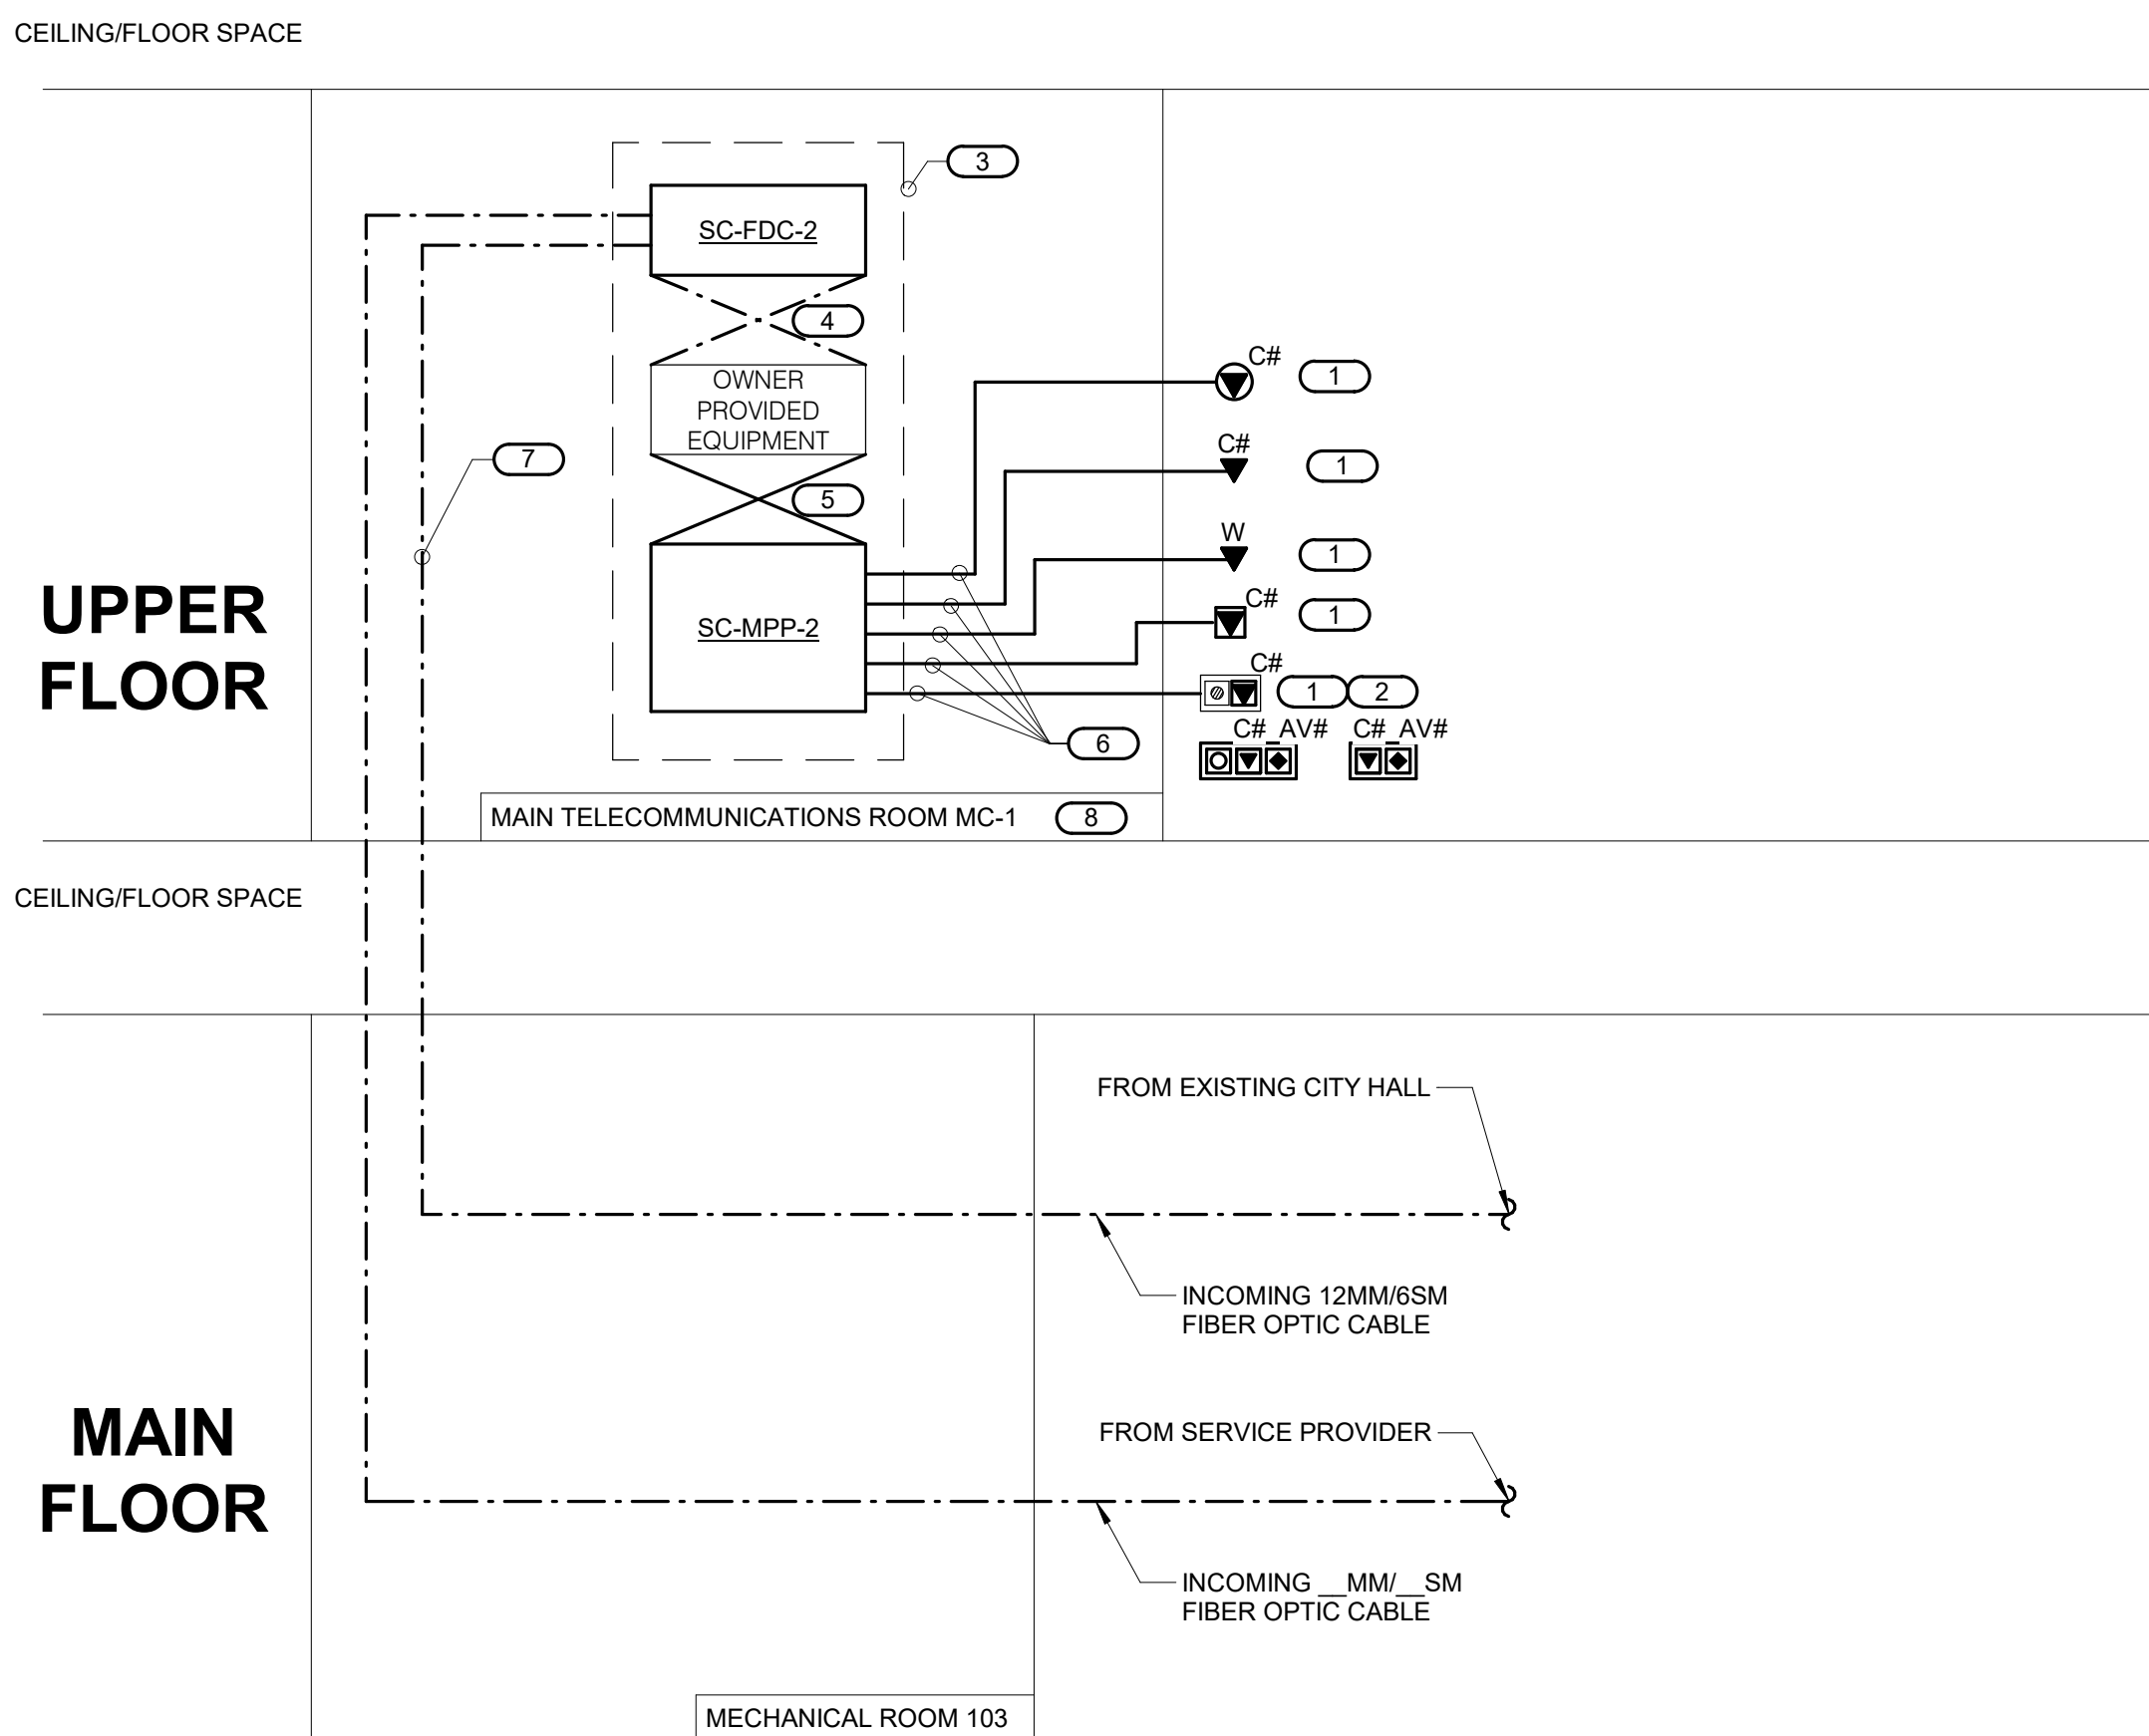 CEILING/FLOOR SPACE
3
SC-FDC-2
4
OWNER
PROVIDED
EQUIPMENT
C# 1
7
C#
1
5
W
1
UPPER
FLOOR
SC-MPP-2
C# 1
C#
1 2
C#_AV# C#_AV#
6
MAIN TELECOMMUNICATIONS ROOM MC-1 8
CEILING/FLOOR SPACE
FROM EXISTING CITY HALL
INCOMING 12MM/6SM
FIBER OPTIC CABLE
MAIN
FLOOR
FROM SERVICE PROVIDER
INCOMING __MM/__SM
FIBER OPTIC CABLE
MECHANICAL ROOM 103